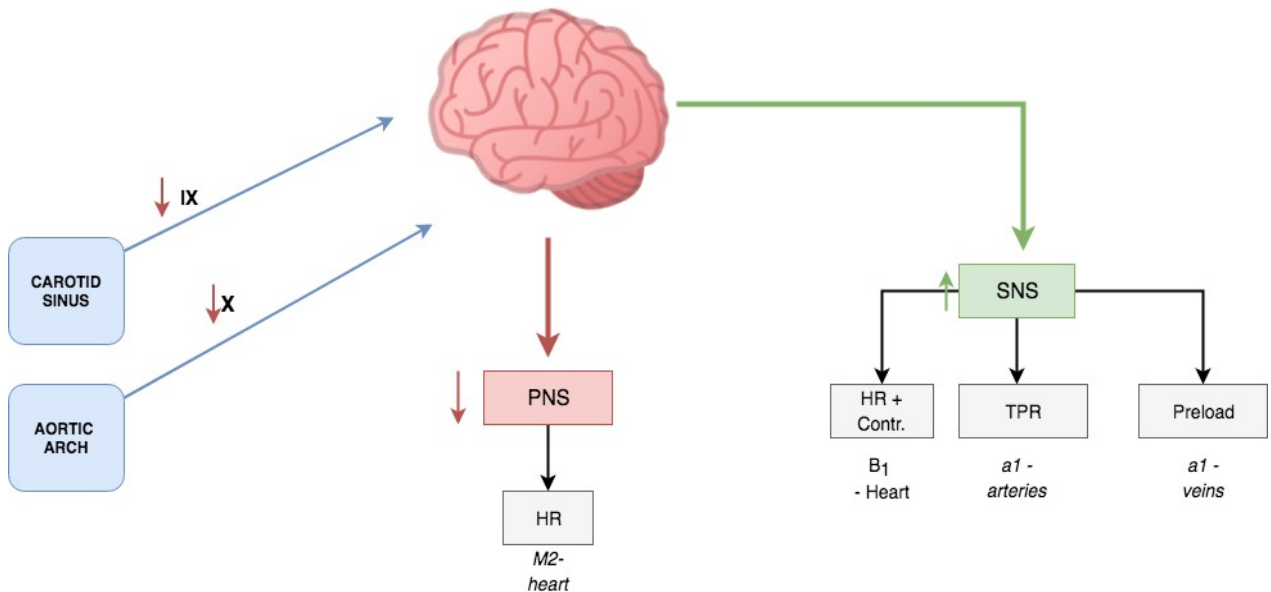 IX
CAROTID
SINUS
X
AORTIC
ARCH
PNS
HR
M2-
heart
SNS
HR +
Contr.
B1
- Heart
TPR
a1 -
arteries
Preload
a1 -
veins